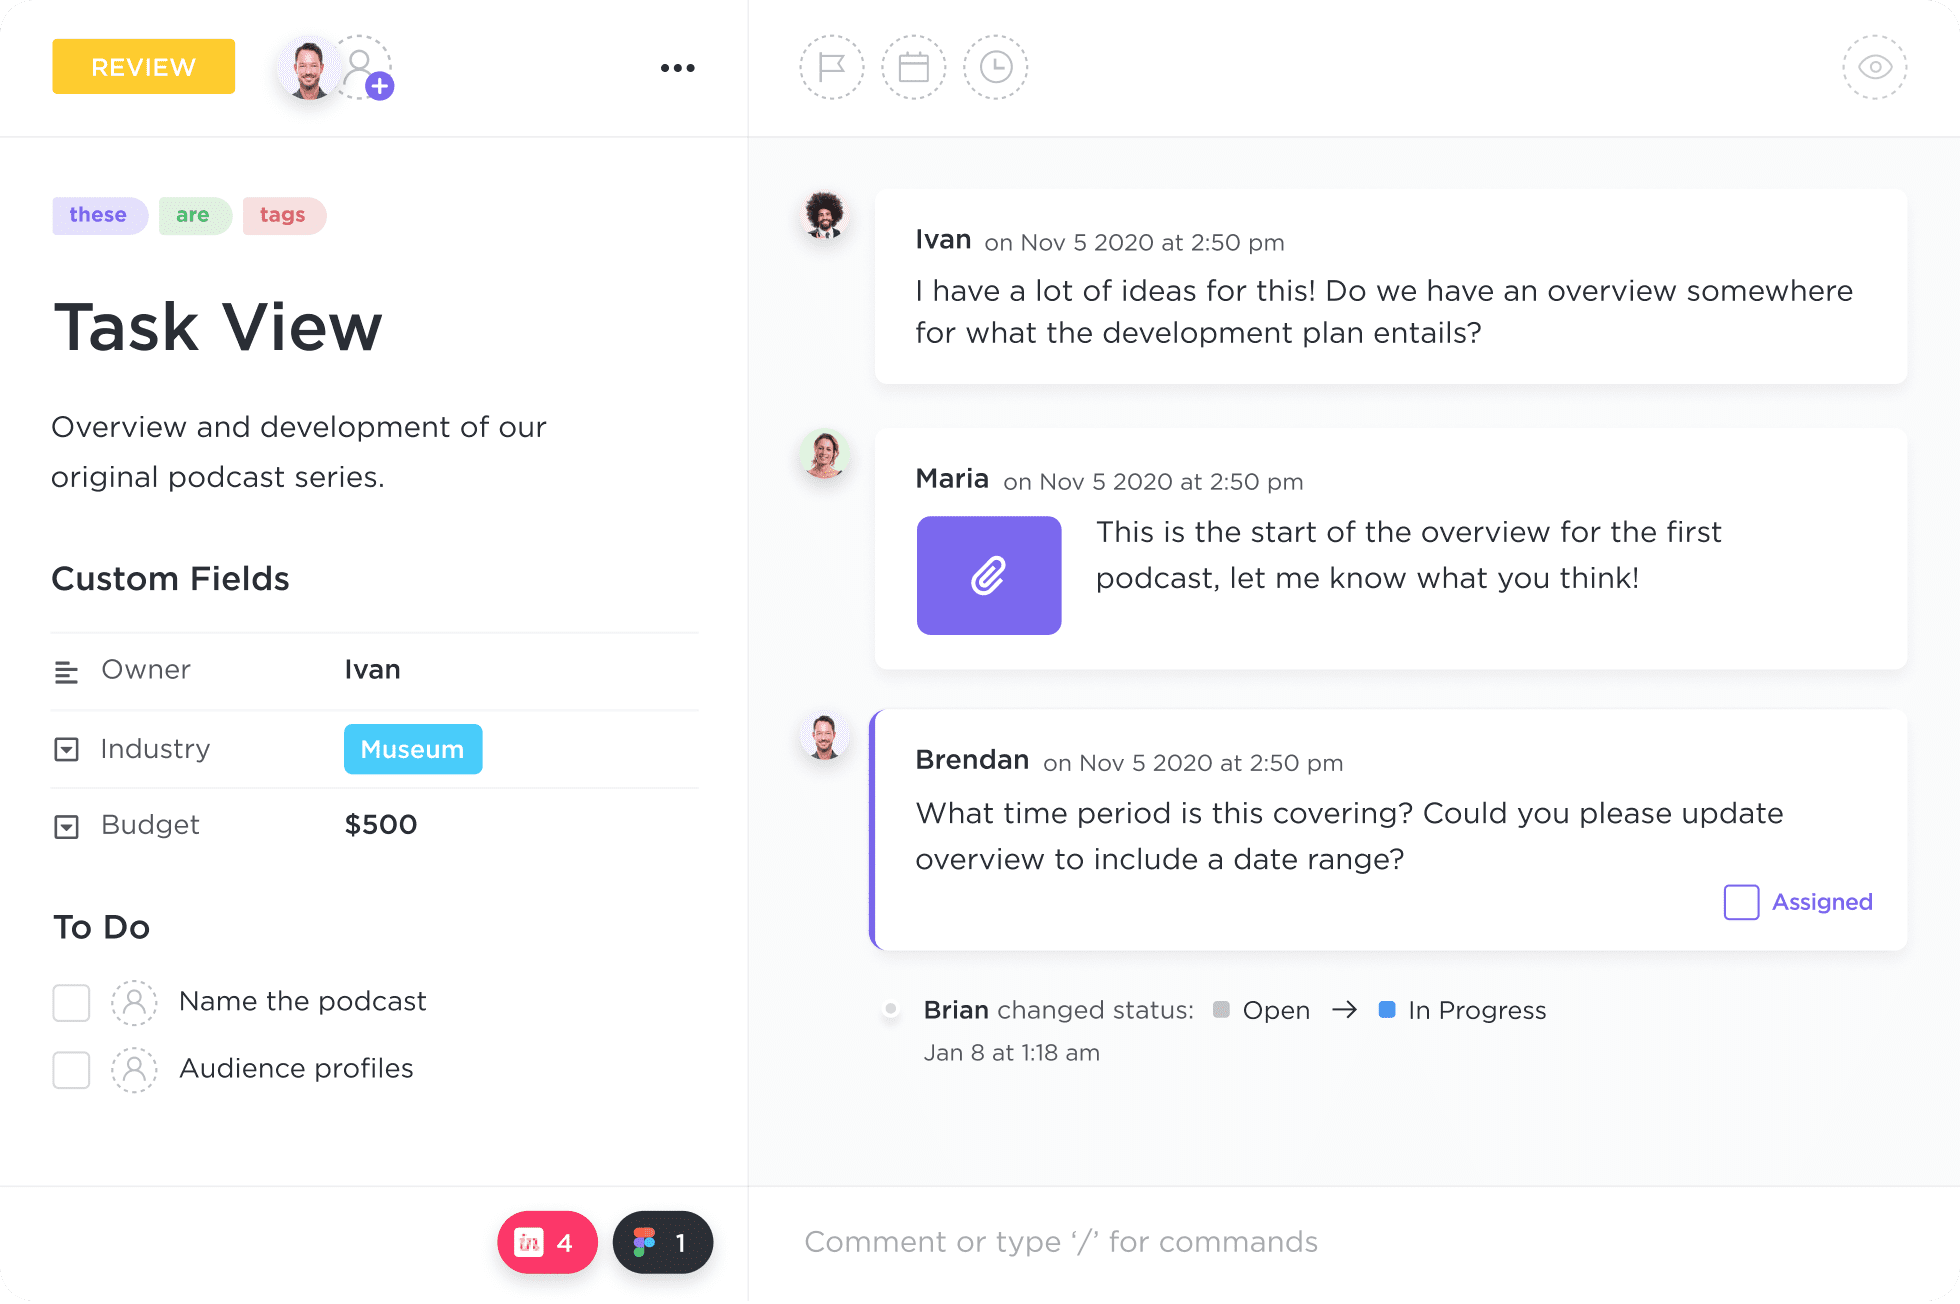 REVIEW
these
are
tags
Task View
Overview and development of our
original podcast series.
Custom Fields
Owner Ivan
Industry Museum
Budget $500
To Do
Name the podcast
Audience profiles
in 4
1
Ivan on Nov 5 2020 at 2:50 pm
I have a lot of ideas for this! Do we have an overview somewhere
for what the development plan entails?
Maria on Nov 5 2020 at 2:50 pm
This is the start of the overview for the first
podcast, let me know what you think!
Brendan on Nov 5 2020 at 2:50 pm
What time period is this covering? Could you please update
overview to include a date range?
Assigned
Brian changed status: Open → In Progress
Jan 8 at 1:18 am
Comment or type ‘/’ for commands